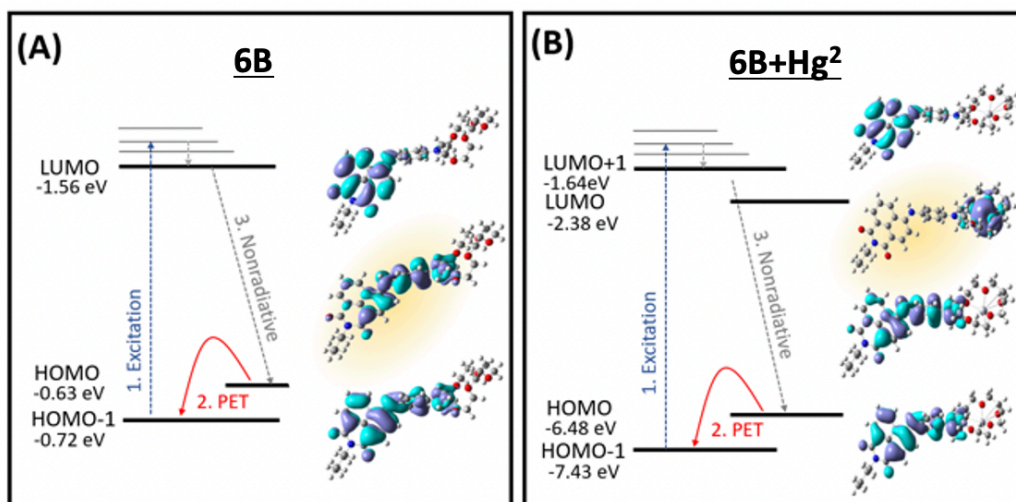 (A)
6B
LUMO
-1.56 eV
1. Excitation
3. Nonradiative
2. PET
HOMO
-0.63 eV
HOMO-1
-0.72 eV
(B)
6B+Hg²
LUMO+1
-1.64eV
LUMO
-2.38 eV
1. Excitation
3. Nonradiative
2. PET
HOMO
-6.48 eV
HOMO-1
-7.43 eV